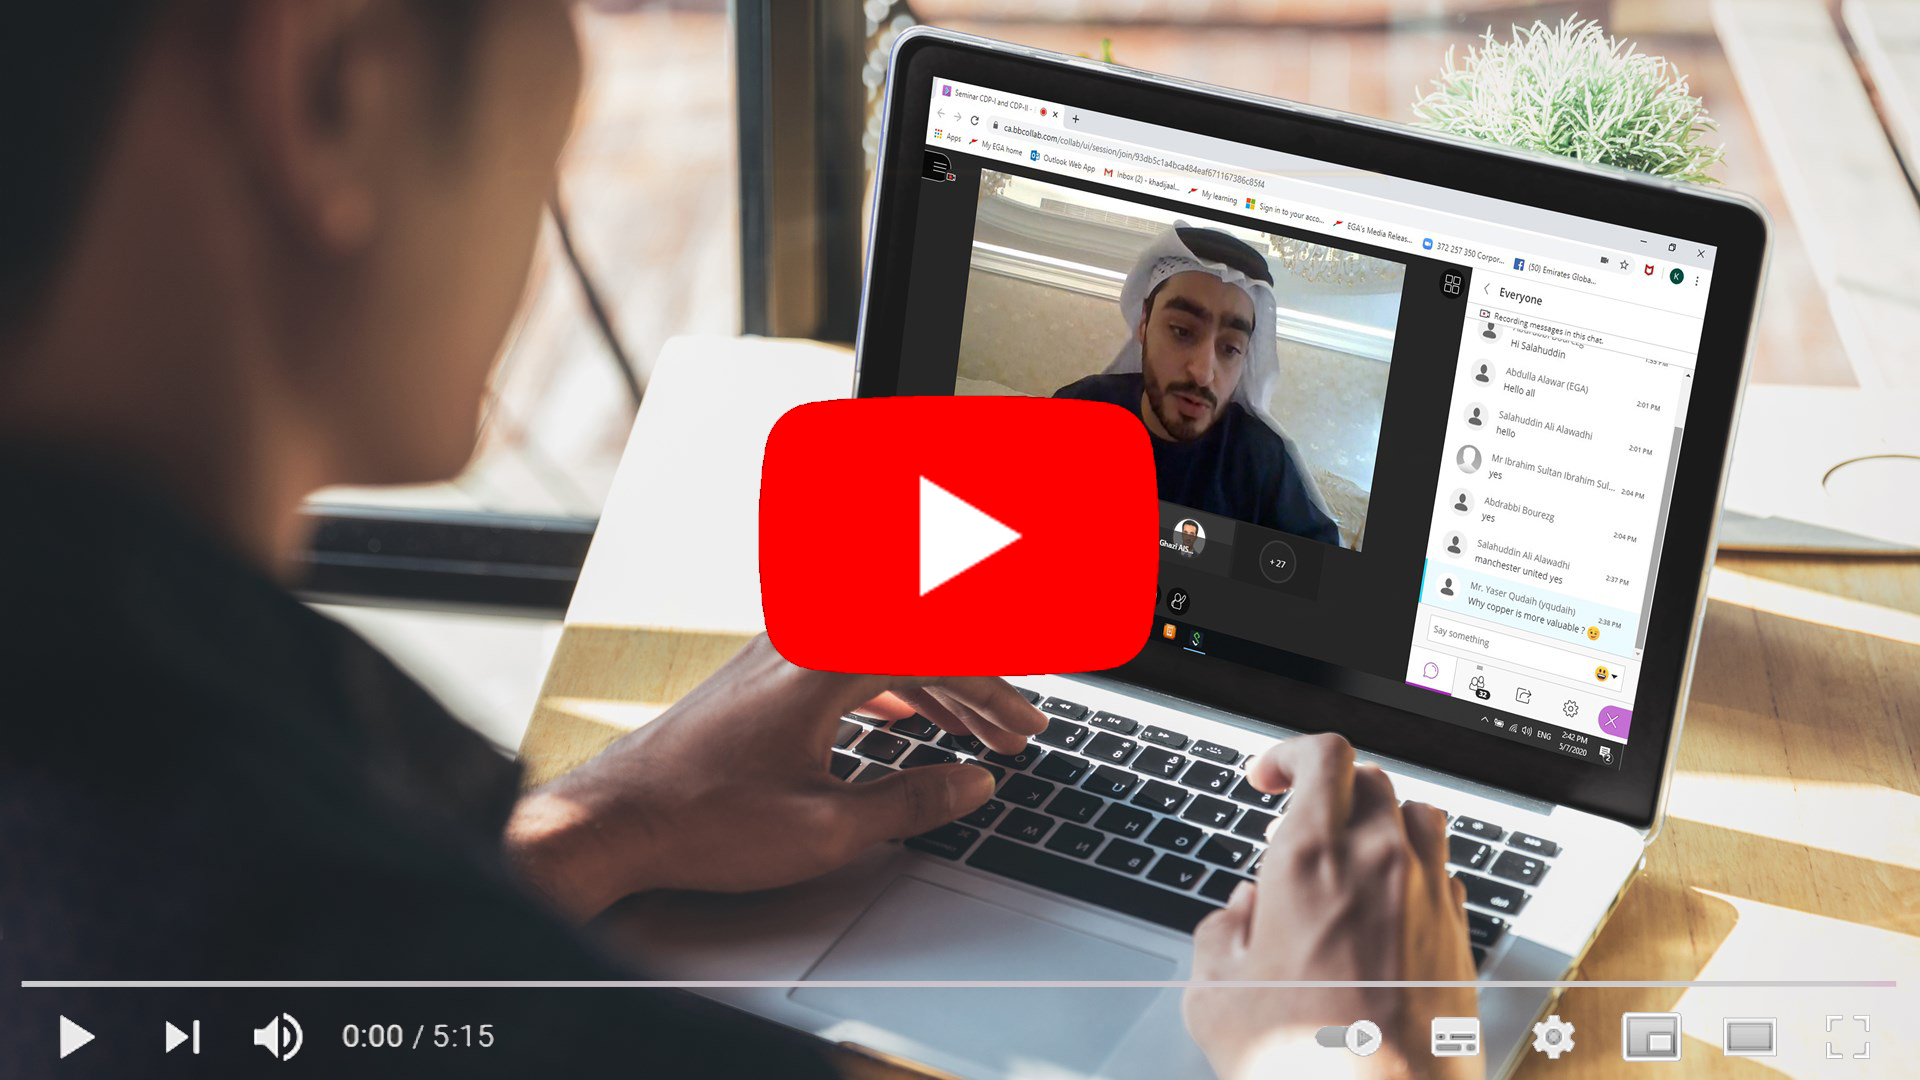 Seminar CDP-I and CDP-II -
ca.bbcollab.com/collab/ui/session/join/93db5c1a4bca484eaf671167386c85f4
Apps
My EGA home
Outlook Web App
Inbox (2) - khadijaal...
My learning
Sign in to your acco...
EGA's Media Releas...
372 257 350 Corpor...
(50) Emirates Globa...
K
Everyone
Recording messages in this chat.
Hi Salahuddin
Abdulla Alawar (EGA)
Hello all
2:01 PM
Salahuddin Ali Alawadhi
hello
2:01 PM
Mr Ibrahim Sultan Ibrahim Sul...
yes
2:04 PM
Abdrabbi Bourezg
yes
2:04 PM
Salahuddin Ali Alawadhi
manchester united yes
2:37 PM
Mr. Yaser Qudaih (yqudaih)
Why copper is more valuable ?
2:38 PM
Say something
32
Ghazi AlS...
+27
ENG
2:42 PM
5/7/2020
2
0:00 / 5:15